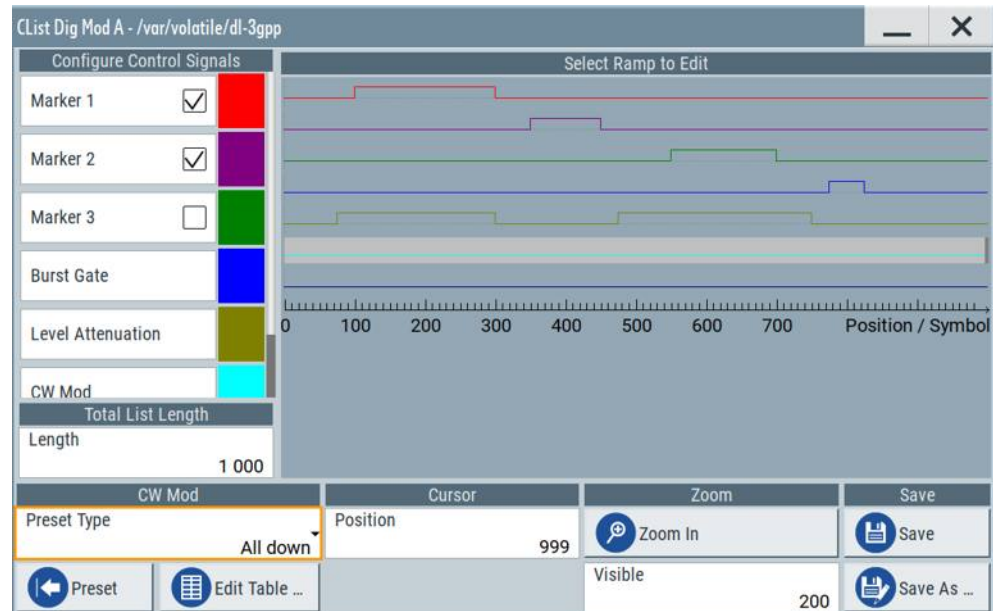 CList Dig Mod A - /var/volatile/dl-3gpp
Configure Control Signals
Marker 1
Marker 2
Marker 3
Burst Gate
Level Attenuation
CW Mod
Total List Length
Length
1 000
Select Ramp to Edit
0 100 200 300 400 500 600 700 Position / Symbol
CW Mod
Preset Type
All down
Preset
Edit Table ...
Cursor
Position
999
Zoom
Zoom In
Visible
200
Save
Save
Save As ...